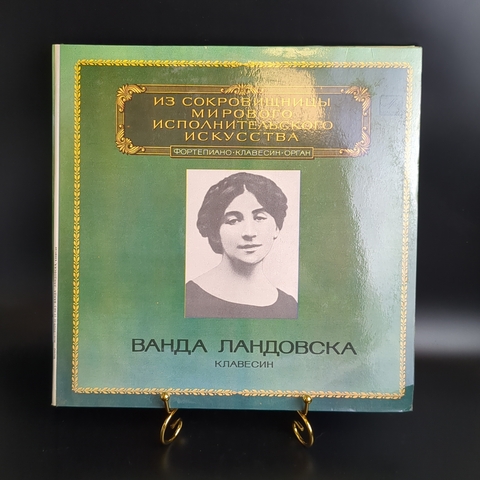 ИЗ СОКРОВИЩНИЦЫ
МИРОВОГО
ИСПОЛНИТЕЛЬСКОГО
ИСКУССТВА
ФОРТЕПИАНО•КЛАВЕСИН•ОРГАН
ВАНДА ЛАНДОВСКА
КЛАВЕСИН